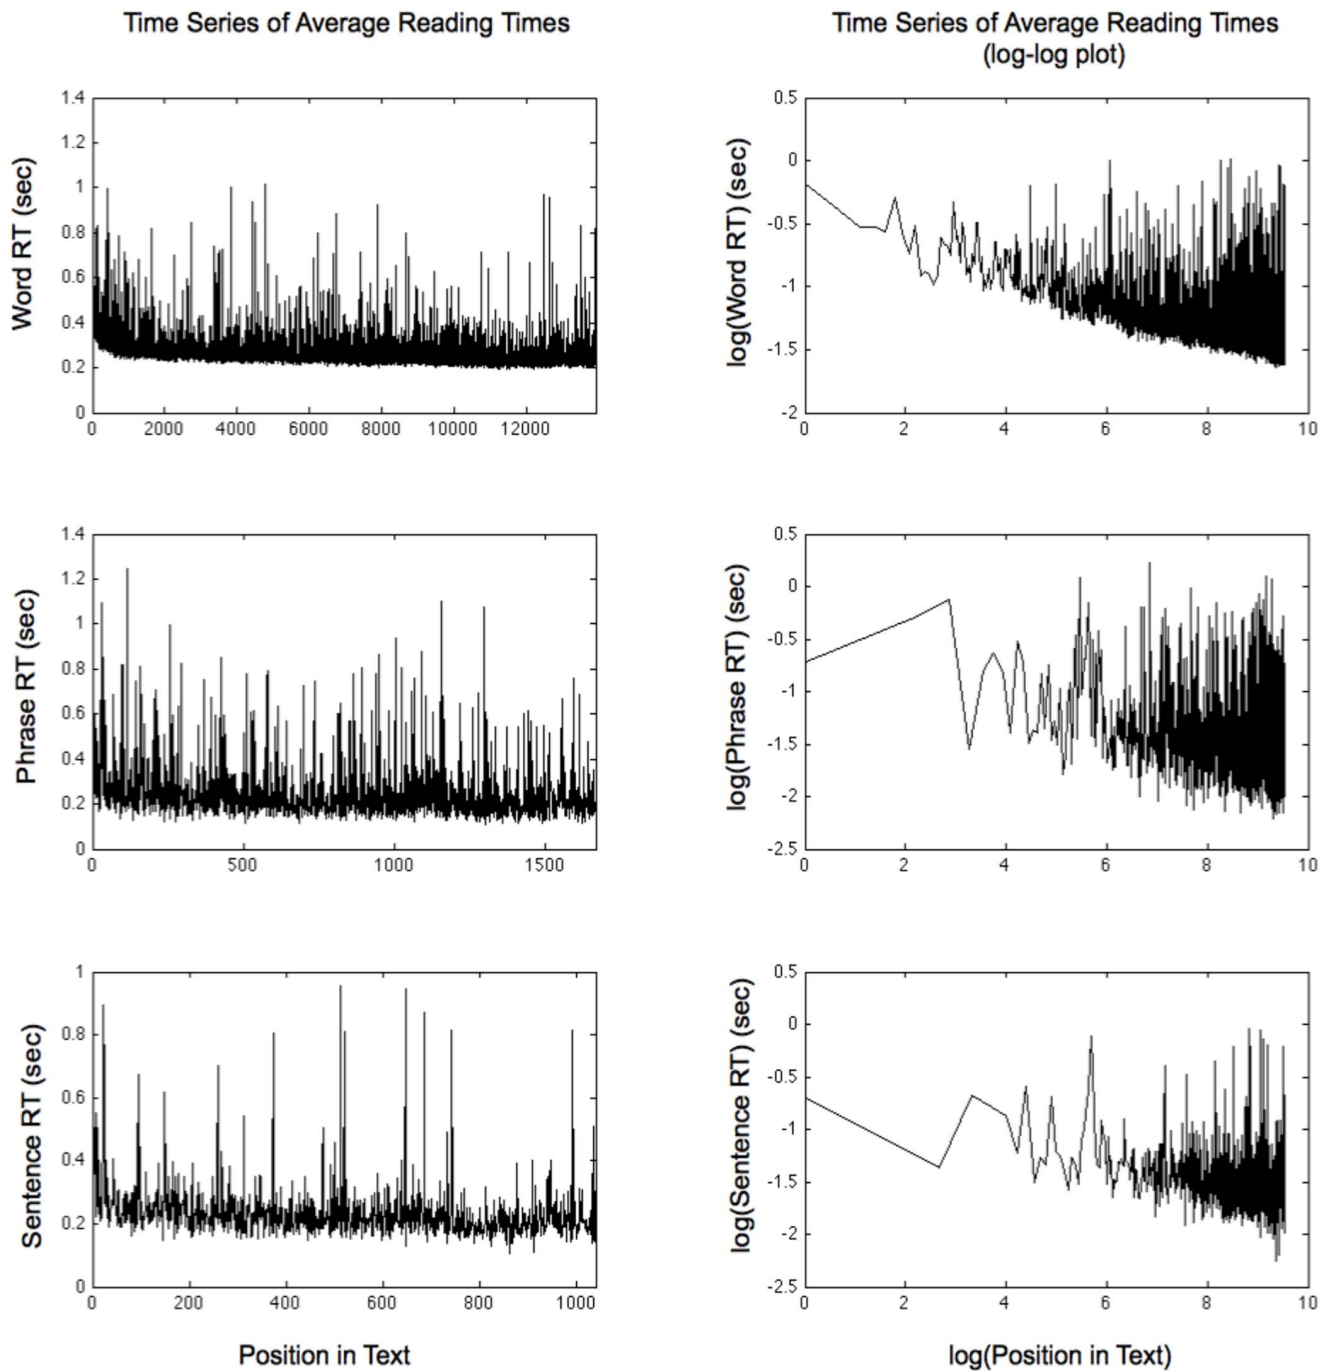 Time Series of Average Reading Times
Time Series of Average Reading Times
(log-log plot)
Word RT (sec)
1.4
1.2
1
0.8
0.6
0.4
0.2
0
0 2000 4000 6000 8000 10000 12000
log(Word RT) (sec)
0.5
0
-0.5
-1
-1.5
-2
0 2 4 6 8 10
Phrase RT (sec)
1.4
1.2
1
0.8
0.6
0.4
0.2
0
0 500 1000 1500
log(Phrase RT) (sec)
0.5
0
-0.5
-1
-1.5
-2
-2.5
0 2 4 6 8 10
Sentence RT (sec)
1
0.8
0.6
0.4
0.2
0
0 200 400 600 800 1000
log(Sentence RT) (sec)
0.5
0
-0.5
-1
-1.5
-2
-2.5
0 2 4 6 8 10
Position in Text
log(Position in Text)